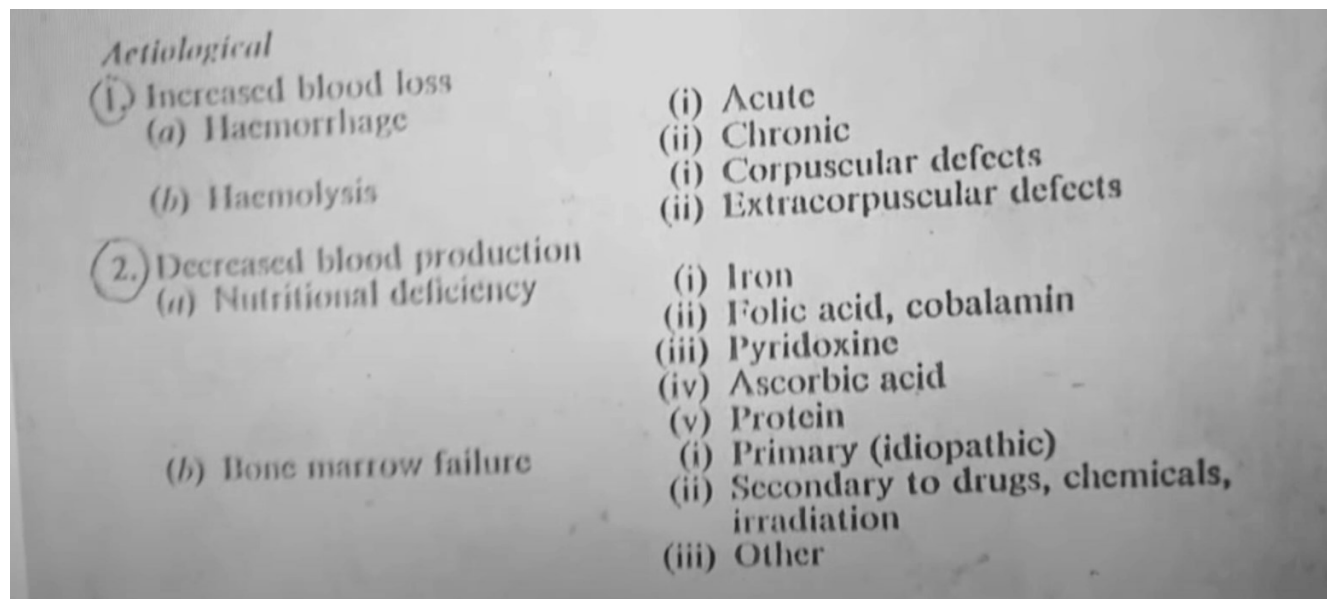 Aetiological
(1.) Increased blood loss
(a) Haemorrhage
(i) Acute
(ii) Chronic
(b) Haemolysis
(i) Corpuscular defects
(ii) Extracorpuscular defects
(2.) Decreased blood production
(a) Nutritional deficiency
(i) Iron
(ii) Folic acid, cobalamin
(iii) Pyridoxine
(iv) Ascorbic acid
(v) Protein
(b) Bone marrow failure
(i) Primary (idiopathic)
(ii) Secondary to drugs, chemicals,
irradiation
(iii) Other